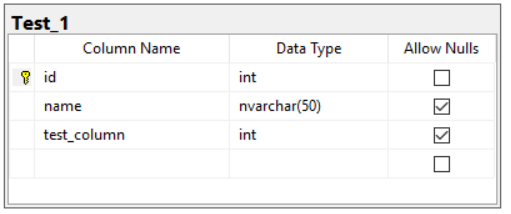 Test_1
Column Name Data Type Allow Nulls
id int
name nvarchar(50)
test_column int